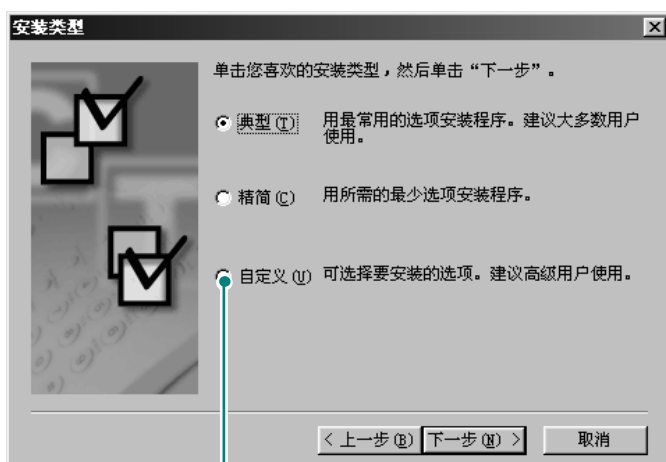 安装类型
单击您喜欢的安装类型，然后单击“下一步”。
典型(T)
用最常用的选项安装程序。建议大多数用户
使用。
精简(C)
用所需的最少选项安装程序。
自定义(U)
可选择要安装的选项。建议高级用户使用。
< 上一步(B)
下一步(N) >
取消